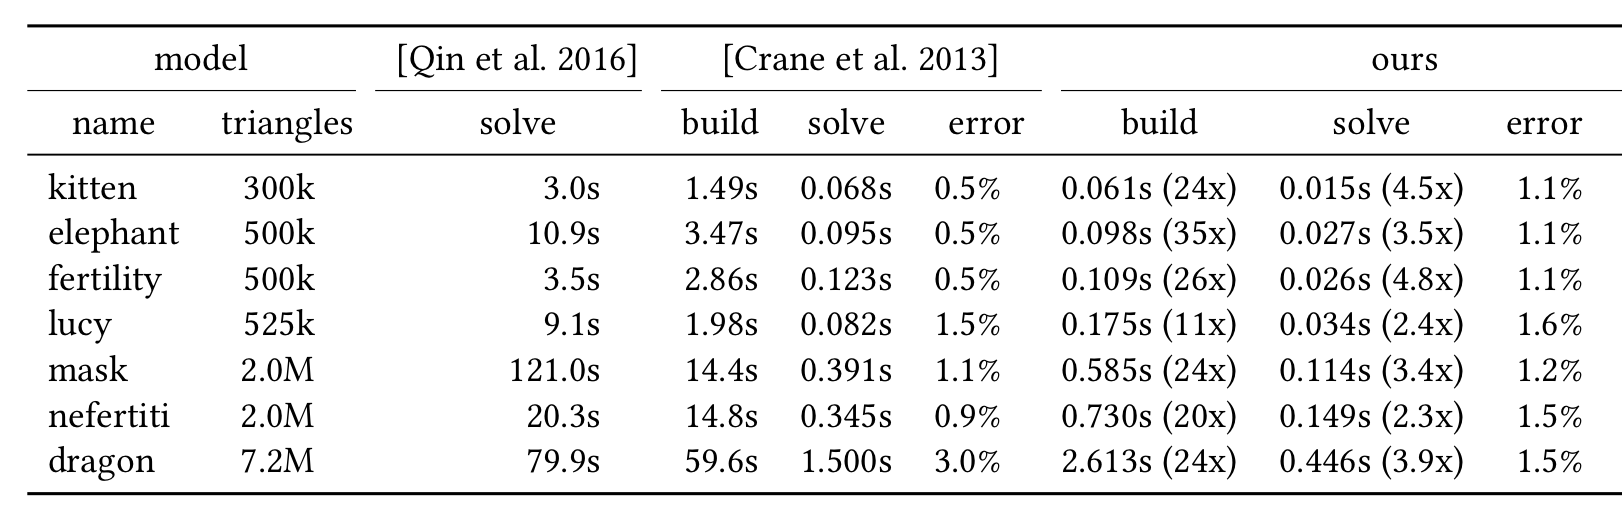 model [Qin et al. 2016] [Crane et al. 2013] ours
name triangles solve build solve error build solve error
kitten 300k 3.0s 1.49s 0.068s 0.5% 0.061s (24x) 0.015s (4.5x) 1.1%
elephant 500k 10.9s 3.47s 0.095s 0.5% 0.098s (35x) 0.027s (3.5x) 1.1%
fertility 500k 3.5s 2.86s 0.123s 0.5% 0.109s (26x) 0.026s (4.8x) 1.1%
lucy 525k 9.1s 1.98s 0.082s 1.5% 0.175s (11x) 0.034s (2.4x) 1.6%
mask 2.0M 121.0s 14.4s 0.391s 1.1% 0.585s (24x) 0.114s (3.4x) 1.2%
nefertiti 2.0M 20.3s 14.8s 0.345s 0.9% 0.730s (20x) 0.149s (2.3x) 1.5%
dragon 7.2M 79.9s 59.6s 1.500s 3.0% 2.613s (24x) 0.446s (3.9x) 1.5%